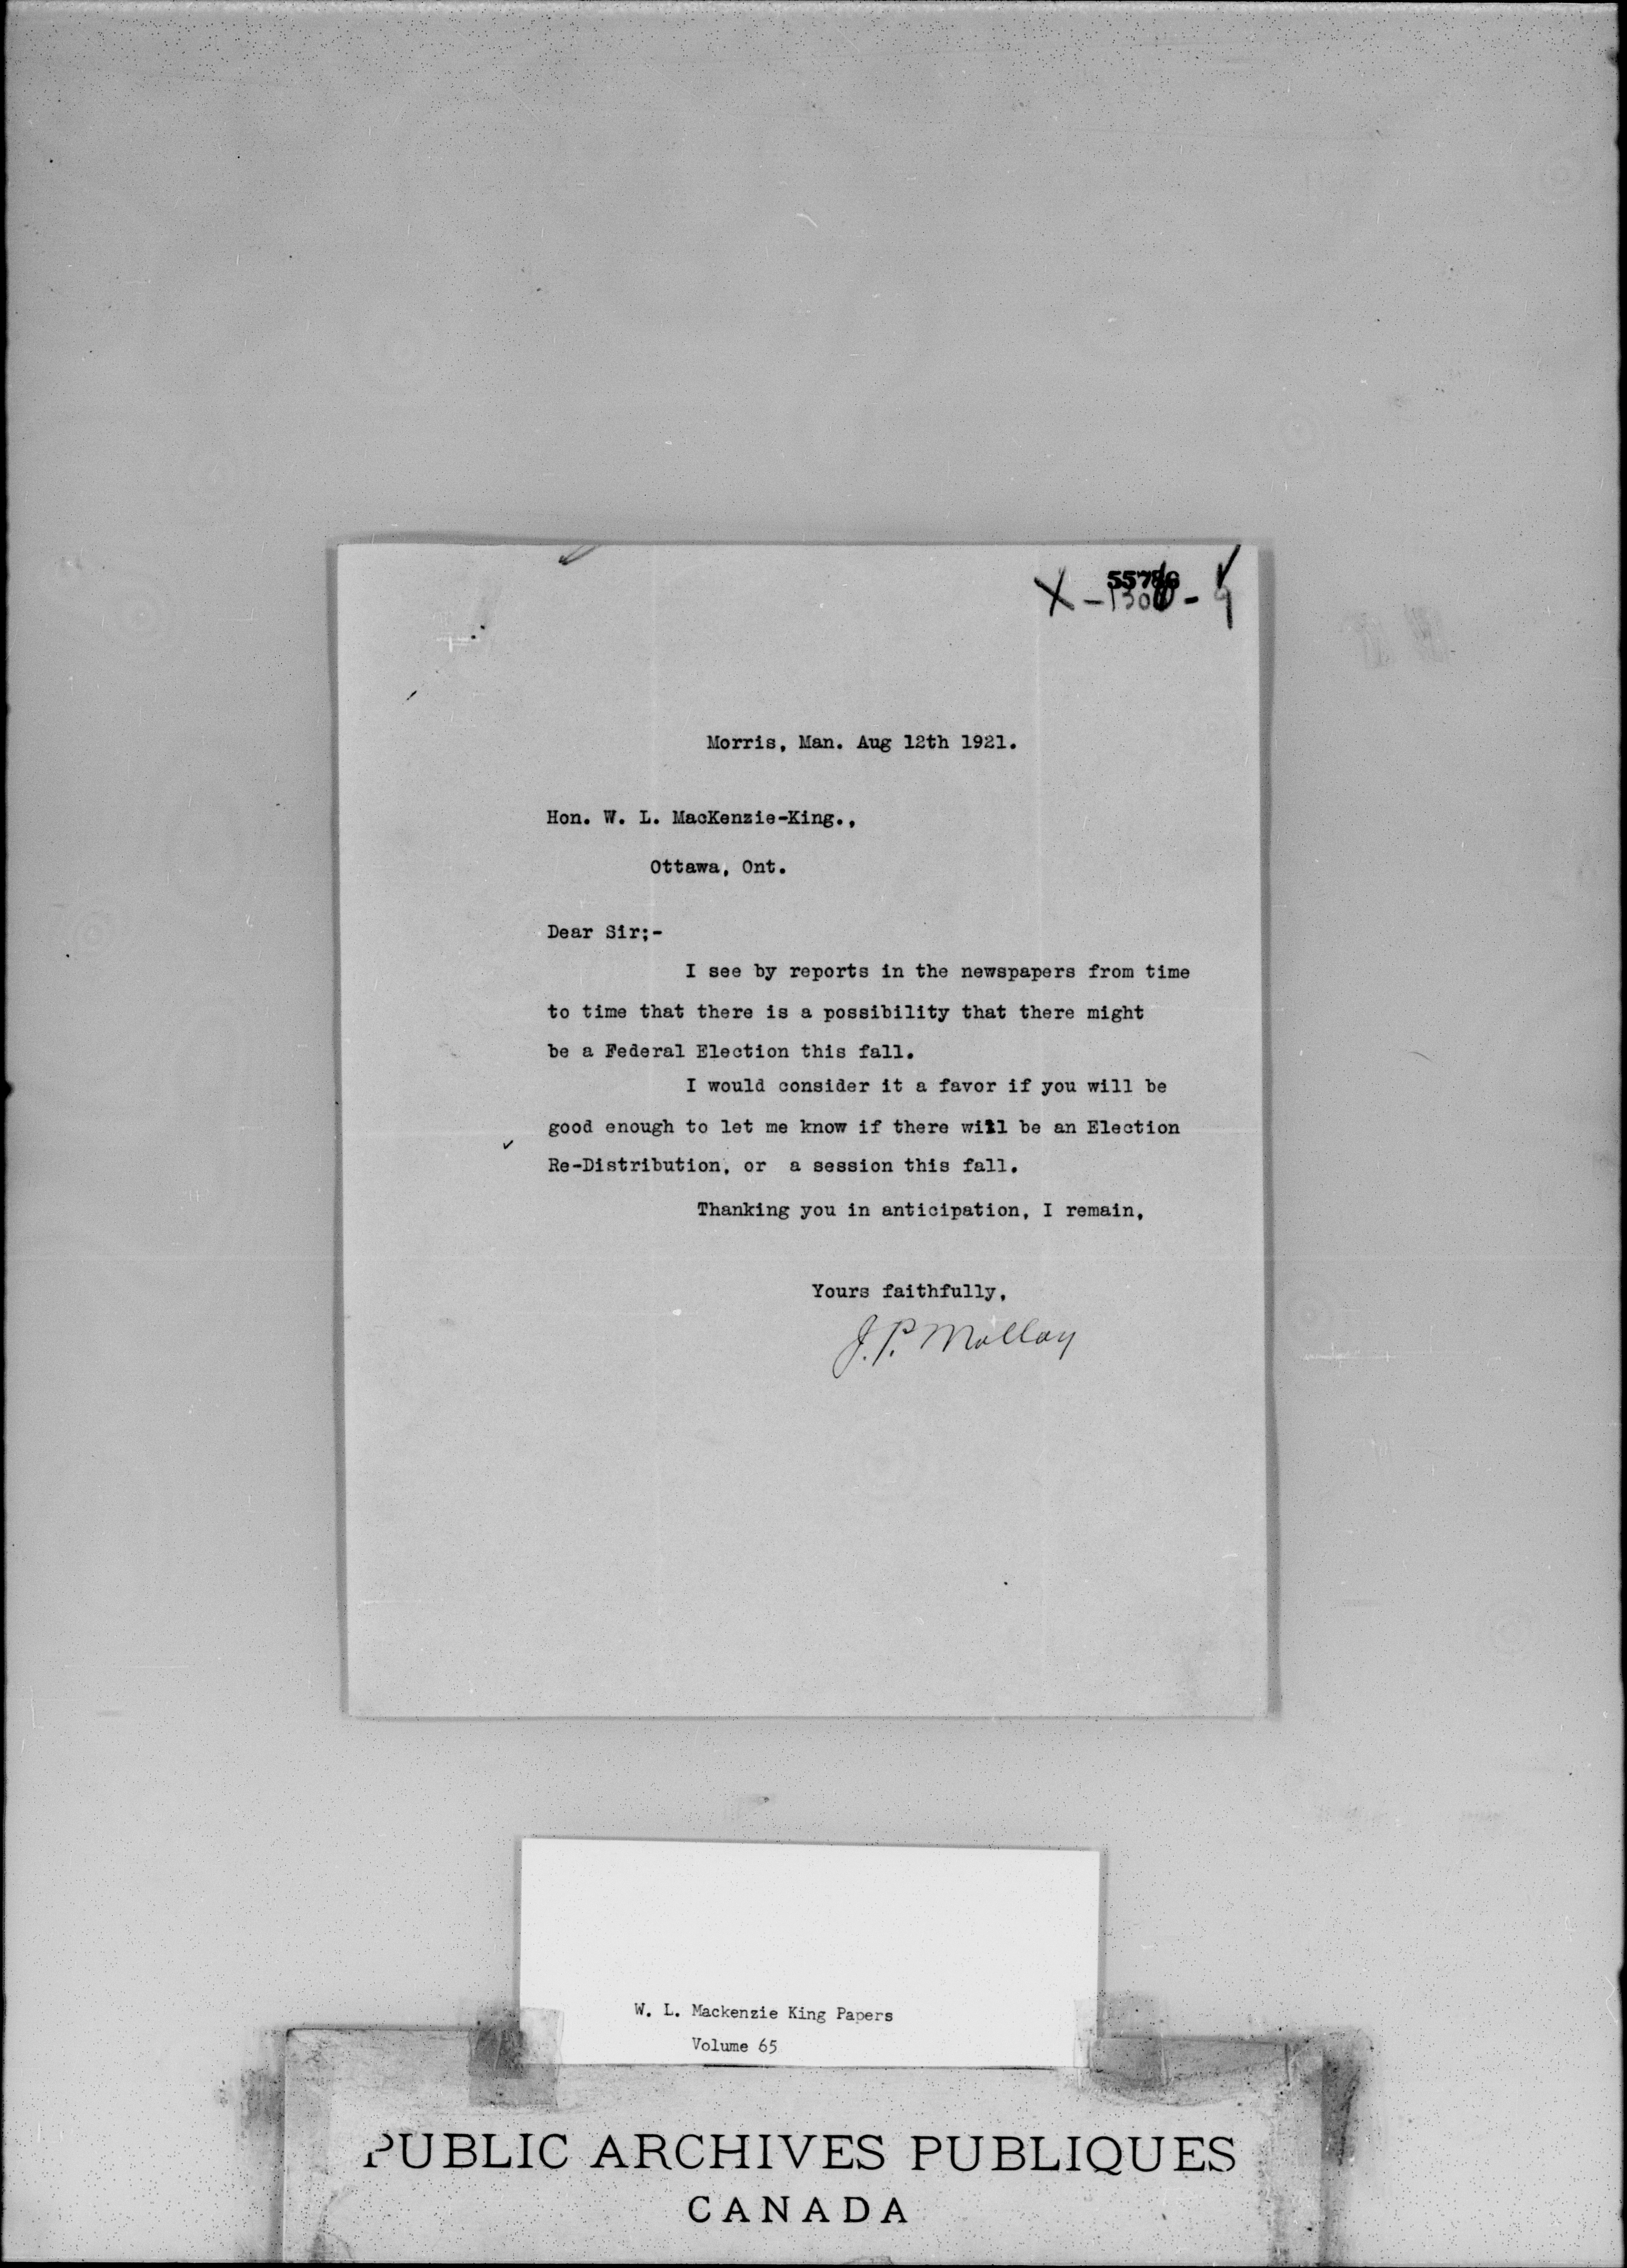 55786
X - 130
Morris, Man. Aug 12th 1921.
Hon. W. L. MacKenzie-King.,
Ottawa, Ont.
Dear Sir;-
I see by reports in the newspapers from time
to time that there is a possibility that there might
be a Federal Election this fall.
I would consider it a favor if you will be
good enough to let me know if there will be an Election
Re-Distribution, or a session this fall.
Thanking you in anticipation, I remain,
Yours faithfully,
J. P. Molloy
W. L. Mackenzie King Papers
Volume 65
PUBLIC ARCHIVES PUBLIQUES
CANADA